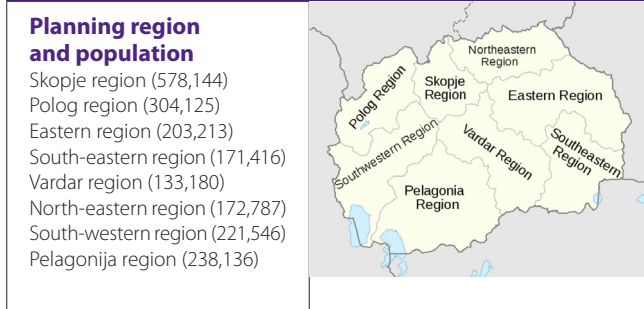 Planning region
and population
Skopje region (578,144)
Polog region (304,125)
Eastern region (203,213)
South-eastern region (171,416)
Vardar region (133,180)
North-eastern region (172,787)
South-western region (221,546)
Pelagonija region (238,136)
Northeastern
Region
Polog Region
Skopje
Region
Eastern Region
Southwestern Region
Vardar Region
Southeastern
Region
Pelagonia
Region